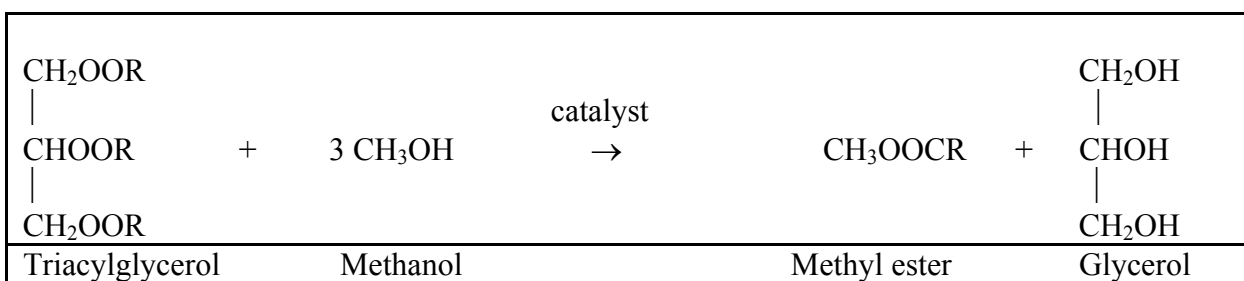 CH₂OOR CH₂OH
| catalyst |
CHOOR + 3 CH₃OH → CH₃OOCR + CHOH
| |
CH₂OOR CH₂OH
Triacylglycerol Methanol Methyl ester Glycerol